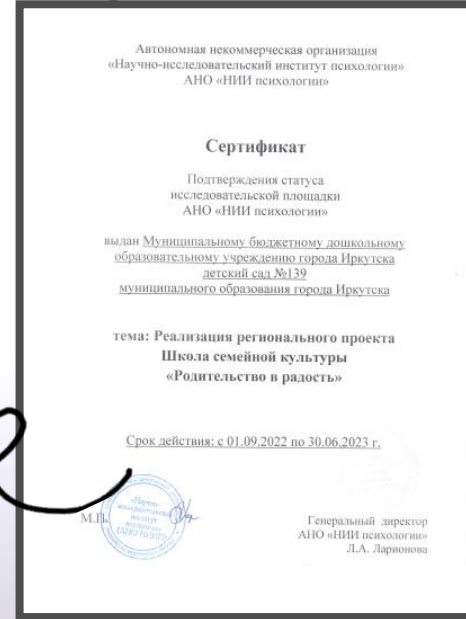 Автономная некоммерческая организация
«Научно-исследовательский институт психологии»
АНО «НИИ психологии»
Сертификат
Подтверждения статуса
исследовательской площадки
АНО «НИИ психологии»
выдан Муниципальному бюджетному дошкольному
образовательному учреждению города Иркутска
детский сад №139
муниципального образования города Иркутска
тема: Реализация регионального проекта
Школа семейной культуры
«Родительство в радость»
Срок действия: с 01.09.2022 по 30.06.2023 г.
М.П.
Генеральный директор
АНО «НИИ психологии»
Л.А. Ларионова